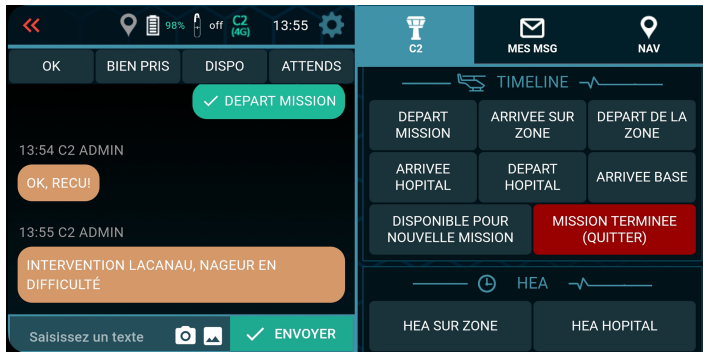 98%
off
C2
(4G)
13:55
OK
BIEN PRIS
DISPO
ATTENDS
DEPART MISSION
13:54 C2 ADMIN
OK, RECU!
13:55 C2 ADMIN
INTERVENTION LACANAU, NAGEUR EN
DIFFICULTÉ
Saisissez un texte
ENVOYER
C2
MES MSG
NAV
TIMELINE
DEPART
MISSION
ARRIVEE SUR
ZONE
DEPART DE LA
ZONE
ARRIVEE
HOPITAL
DEPART
HOPITAL
ARRIVEE BASE
DISPONIBLE POUR
NOUVELLE MISSION
MISSION TERMINEE
(QUITTER)
HEA
HEA SUR ZONE
HEA HOPITAL